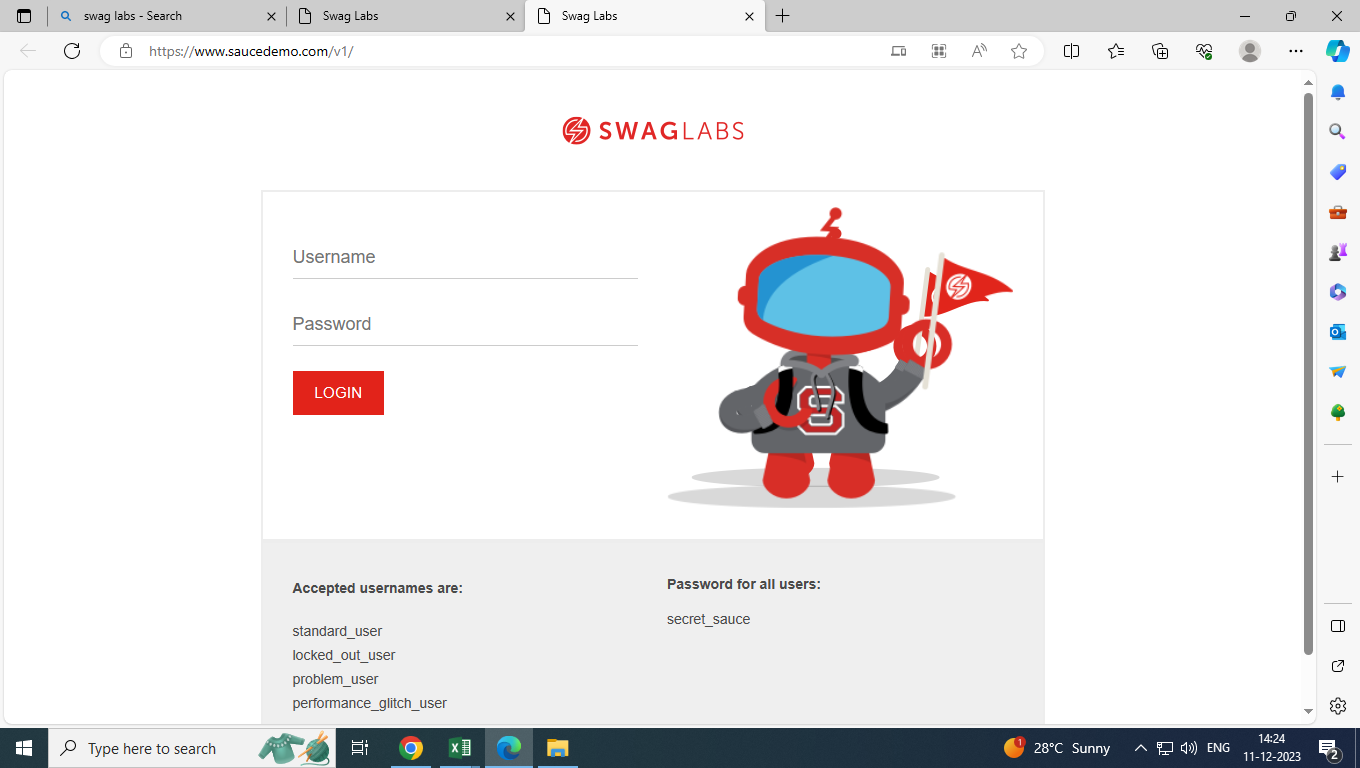 swag labs - Search
Swag Labs
Swag Labs
https://www.saucedemo.com/v1/
SWAGLABS
Username
Password
LOGIN
S
Accepted usernames are:
standard_user
locked_out_user
problem_user
performance_glitch_user
Password for all users:
secret_sauce
Type here to search
1
28°C Sunny
ENG
14:24
11-12-2023
2